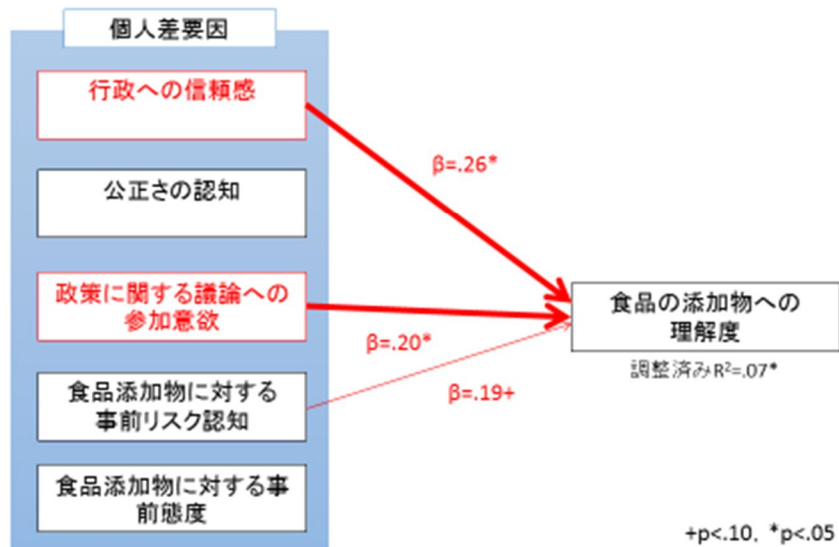 個人差要因
行政への信頼感
公正さの認知
政策に関する議論への
参加意欲
食品添加物に対する
事前リスク認知
食品添加物に対する事
前態度
β=.26*
β=.20*
β=.19+
食品の添加物への
理解度
調整済みR²=.07*
+p<.10, *p<.05